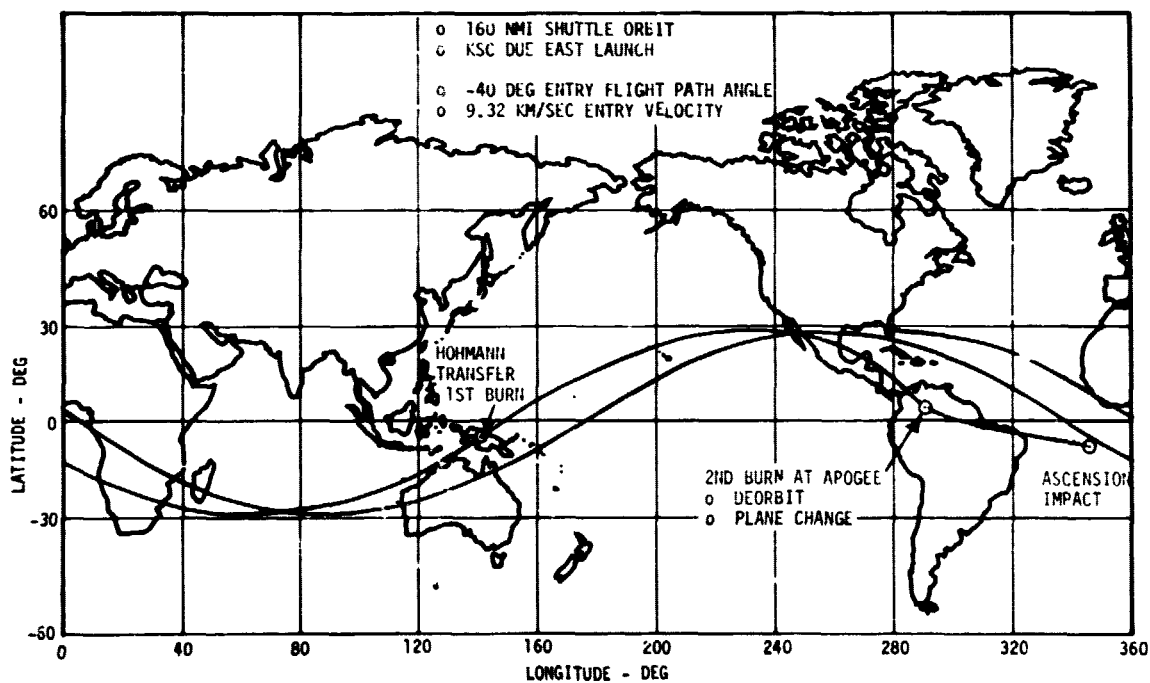 o 160 NMI SHUTTLE ORBIT
o KSC DUE EAST LAUNCH
o -40 DEG ENTRY FLIGHT PATH ANGLE
o 9.32 KM/SEC ENTRY VELOCITY
60
30
0
-30
-60
LATITUDE - DEG
HOHMANN
TRANSFER
1ST BURN
2ND BURN AT APOGEE
o DEORBIT
o PLANE CHANGE
ASCENSION
IMPACT
0 40 80 120 160 200 240 280 320 360
LONGITUDE - DEG